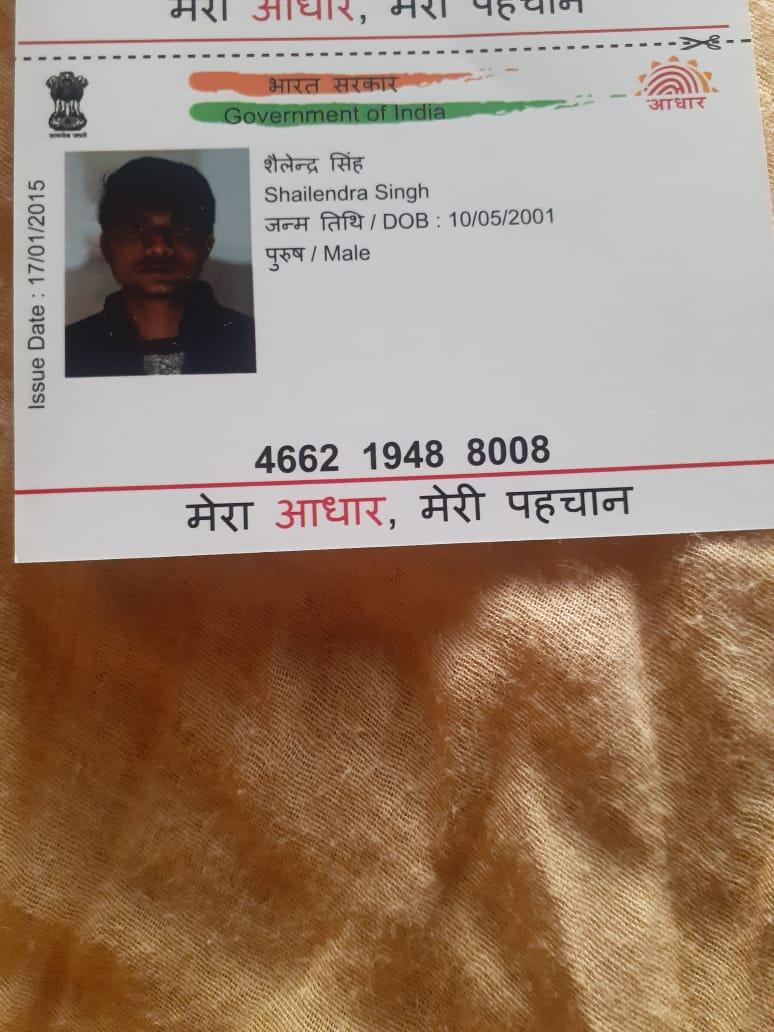 मेरा आधार, मेरी पहचान
भारत सरकार
Government of India
आधार
Issue Date : 17/01/2015
शैलेन्द्र सिंह
Shailendra Singh
जन्म तिथि / DOB : 10/05/2001
पुरुष / Male
4662 1948 8008
मेरा आधार, मेरी पहचान